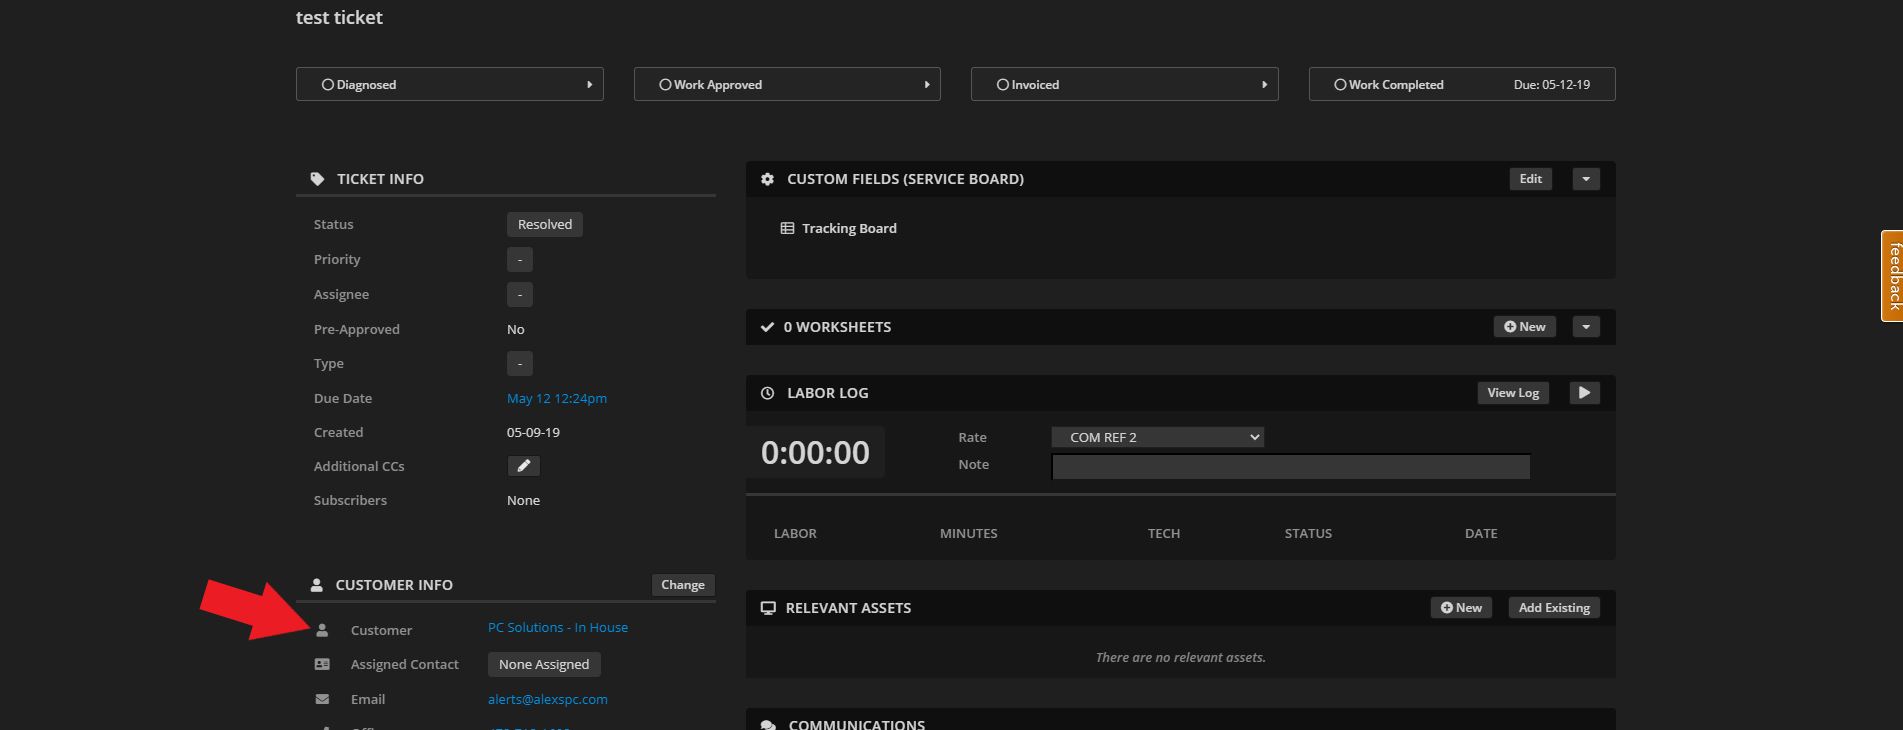 test ticket
Diagnosed
Work Approved
Invoiced
Work Completed Due: 05-12-19
TICKET INFO
Status Resolved
Priority -
Assignee -
Pre-Approved No
Type -
Due Date May 12 12:24pm
Created 05-09-19
Additional CCs
Subscribers None
CUSTOMER INFO Change
Customer PC Solutions - In House
Assigned Contact None Assigned
Email alerts@alexspc.com
CUSTOM FIELDS (SERVICE BOARD) Edit
Tracking Board
0 WORKSHEETS New
LABOR LOG View Log
0:00:00
Rate COM REF 2
Note
LABOR MINUTES TECH STATUS DATE
RELEVANT ASSETS New Add Existing
There are no relevant assets.
COMMUNICATIONS
feedback